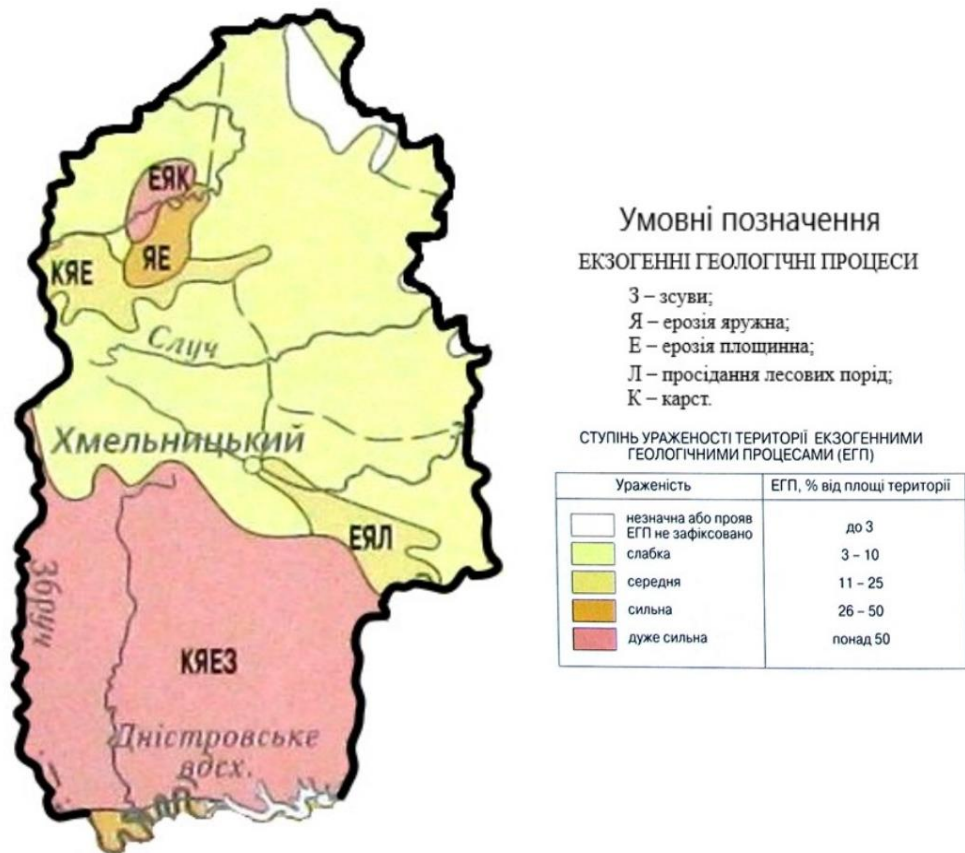 ЕЯК
ЯЕ
КЯЕ
Случ
Хмельницький
ЕЯЛ
Збруч
КЯЕЗ
Дністровське
вдсх.
Умовні позначення
ЕКЗОГЕННІ ГЕОЛОГІЧНІ ПРОЦЕСИ
З – зсуви;
Я – ерозія яружна;
Е – ерозія площинна;
Л – просідання лесових порід;
К – карст.
СТУПІНЬ УРАЖЕНОСТІ ТЕРИТОРІЇ ЕКЗОГЕННИМИ
ГЕОЛОГІЧНИМИ ПРОЦЕСАМИ (ЕГП)
Ураженість ЕГП, % від площі території
незначна або прояв
ЕГП не зафіксовано до 3
слабка 3 – 10
середня 11 – 25
сильна 26 – 50
дуже сильна понад 50